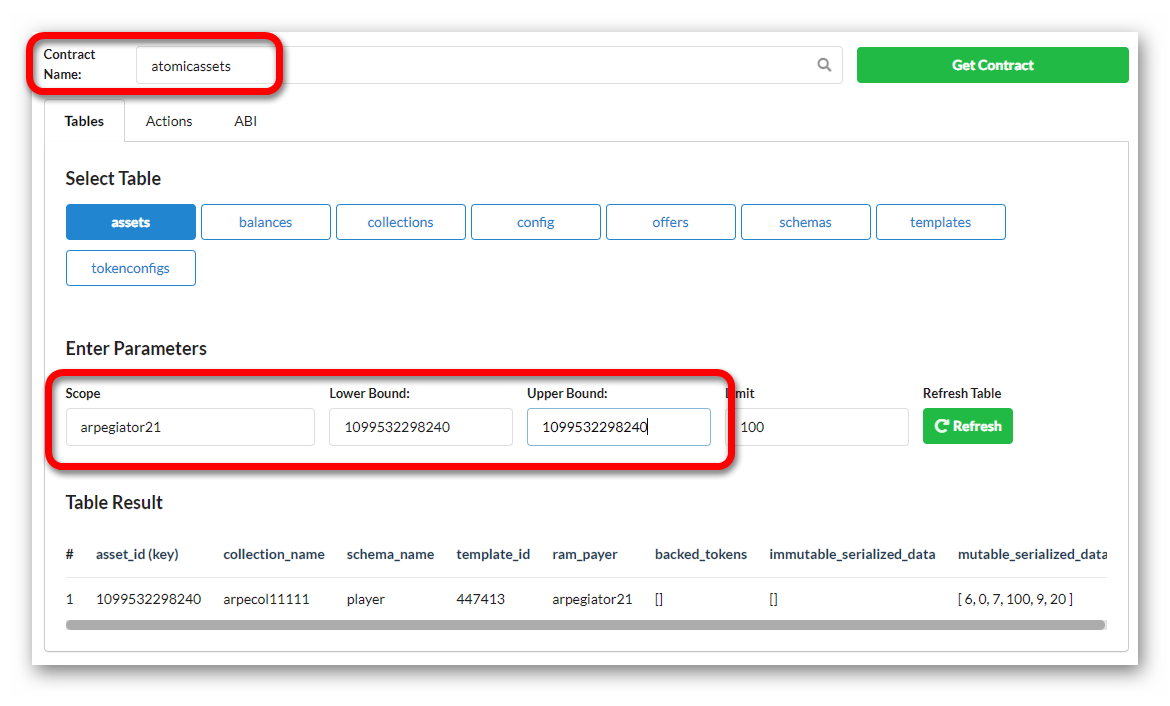 Contract
Name:
atomicassets
Get Contract
Tables Actions ABI
Select Table
assets balances collections config offers schemas templates
tokenconfigs
Enter Parameters
Scope Lower Bound: Upper Bound: Limit Refresh Table
arpegiator21 1099532298240 1099532298240 100 Refresh
Table Result
# asset_id (key) collection_name schema_name template_id ram_payer backed_tokens immutable_serialized_data mutable_serialized_data
1 1099532298240 arpecol11111 player 447413 arpegiator21 [] [] [ 6, 0, 7, 100, 9, 20 ]